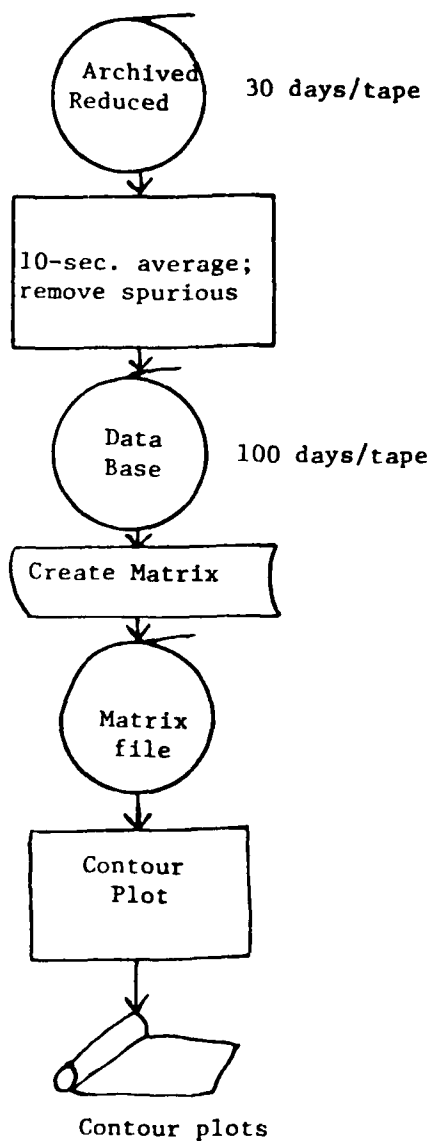 Archived
Reduced
30 days/tape
10-sec. average;
remove spurious
Data
Base
100 days/tape
Create Matrix
Matrix
file
Contour
Plot
Contour plots